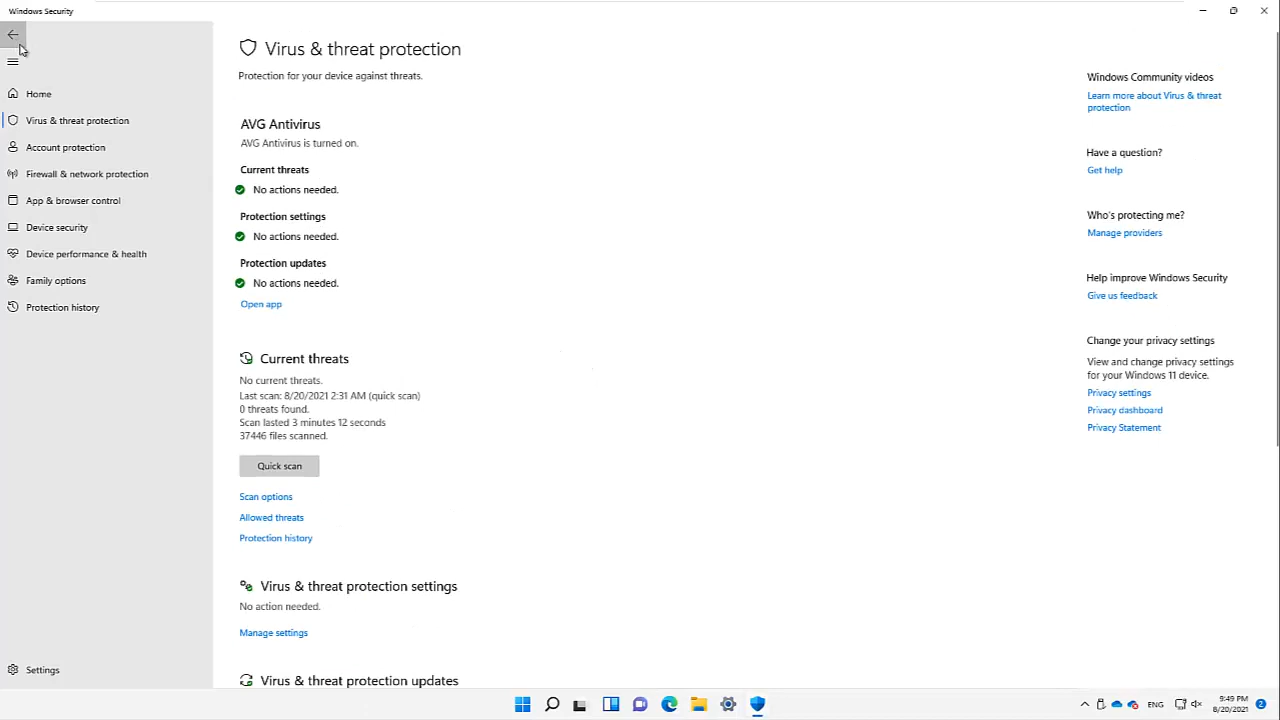 Windows Security
Home
Virus & threat protection
Account protection
Firewall & network protection
App & browser control
Device security
Device performance & health
Family options
Protection history
Settings
Virus & threat protection
Protection for your device against threats.
AVG Antivirus
AVG Antivirus is turned on.
Current threats
No actions needed.
Protection settings
No actions needed.
Protection updates
No actions needed.
Open app
Current threats
No current threats.
Last scan: 8/20/2021 2:31 AM (quick scan)
0 threats found.
Scan lasted 3 minutes 12 seconds
37446 files scanned.
Quick scan
Scan options
Allowed threats
Protection history
Virus & threat protection settings
No action needed.
Manage settings
Virus & threat protection updates
Windows Community videos
Learn more about Virus & threat
protection
Have a question?
Get help
Who's protecting me?
Manage providers
Help improve Windows Security
Give us feedback
Change your privacy settings
View and change privacy settings
for your Windows 11 device.
Privacy settings
Privacy dashboard
Privacy Statement
ENG
9:49 PM
8/20/2021
2